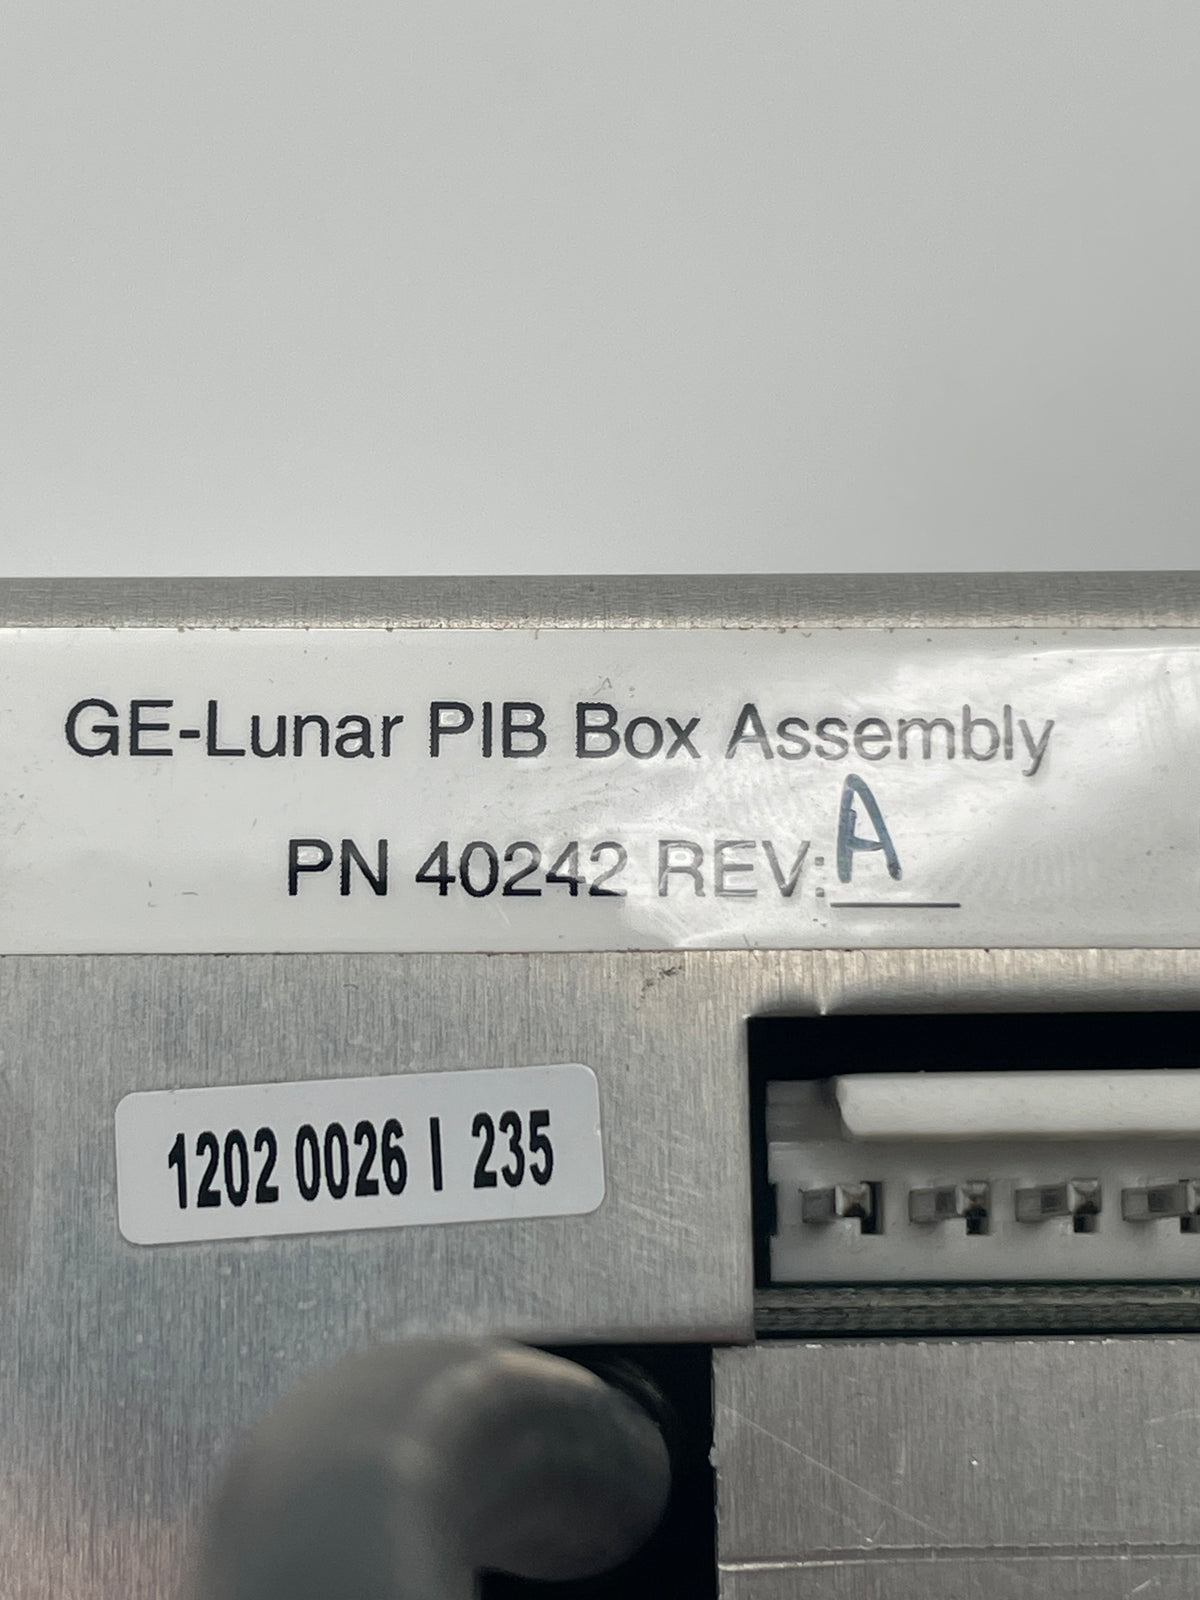 GE-Lunar PIB Box Assembly
PN 40242 REV: A
1202 0026 I 235